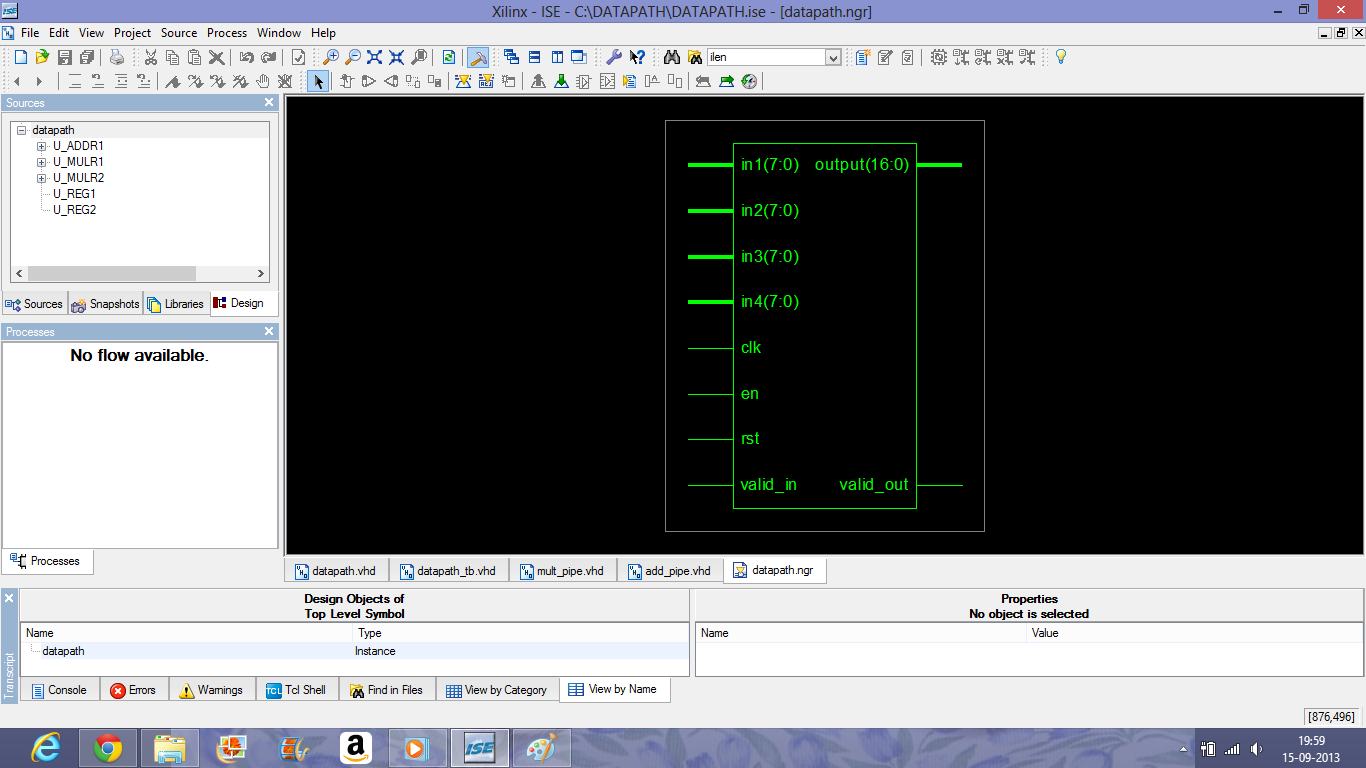 Xilinx - ISE - C:\DATAPATH\DATAPATH.ise - [datapath.ngr]
File Edit View Project Source Process Window Help
ilen
Sources
datapath
U_ADDR1
U_MULR1
U_MULR2
U_REG1
U_REG2
Sources Snapshots Libraries Design
Processes
No flow available.
Processes
in1(7:0) output(16:0)
in2(7:0)
in3(7:0)
in4(7:0)
clk
en
rst
valid_in valid_out
datapath.vhd datapath_tb.vhd mult_pipe.vhd add_pipe.vhd datapath.ngr
Transcript
Design Objects of
Top Level Symbol
Name Type
datapath Instance
Properties
No object is selected
Name Value
Console Errors Warnings Tcl Shell Find in Files View by Category View by Name
[876,496]
19:59
15-09-2013